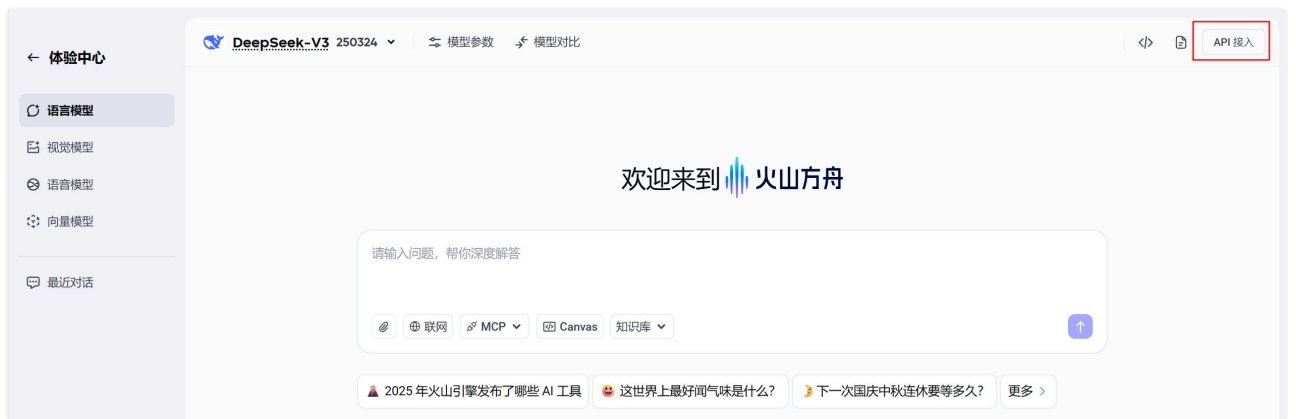 ← 体验中心
语言模型
视觉模型
语音模型
向量模型
最近对话
DeepSeek-V3 250324 模型参数 模型对比
API 接入
欢迎来到 火山方舟
请输入问题，帮你深度解答
联网 MCP Canvas 知识库
2025 年火山引擎发布了哪些 AI 工具 这世界上最好闻气味是什么？ 下一次国庆中秋连休要等多久？ 更多